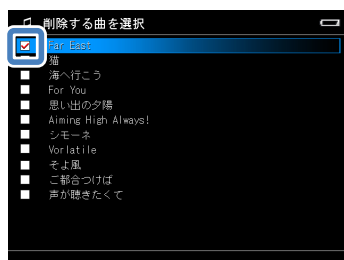 削除する曲を選択
Far East
猫
海へ行こう
For You
思い出の夕陽
Aiming High Always!
シモーネ
Vorlatile
そよ風
ご都合つけば
声が聴きたくて